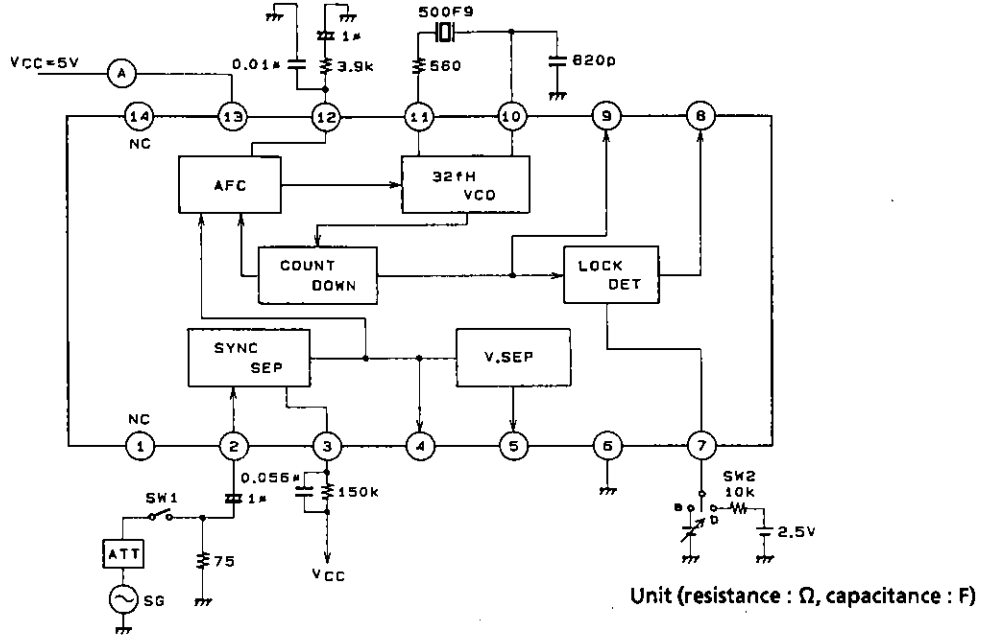 500F9
1μ
0.01μ
3.9k
560
820p
VCC=5V
A
14
13
12
11
10
9
8
NC
AFC
32fH
VCO
COUNT
DOWN
LOCK
DET
SYNC
SEP
V.SEP
NC
1
2
3
4
5
6
7
0.056μ
1μ
150k
SW1
SW2
10k
a
b
2.5V
ATT
75
VCC
SG
Unit (resistance : Ω, capacitance : F)